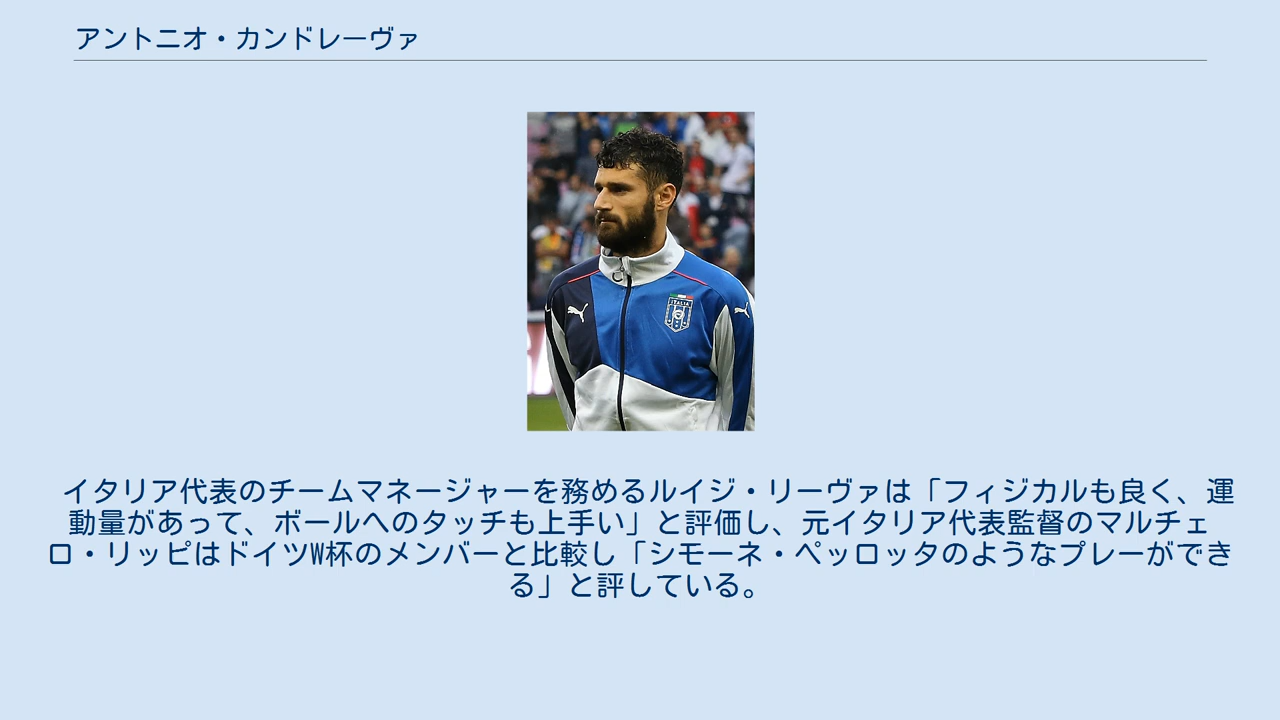 アントニオ・カンドレーヴァ
ITALIA
イタリア代表のチームマネージャーを務めるルイジ・リーヴァは「フィジカルも良く、運
動量があって、ボールへのタッチも上手い」と評価し、元イタリア代表監督のマルチェ
ロ・リッピはドイツW杯のメンバーと比較し「シモーネ・ペッロッタのようなプレーができ
る」と評している。